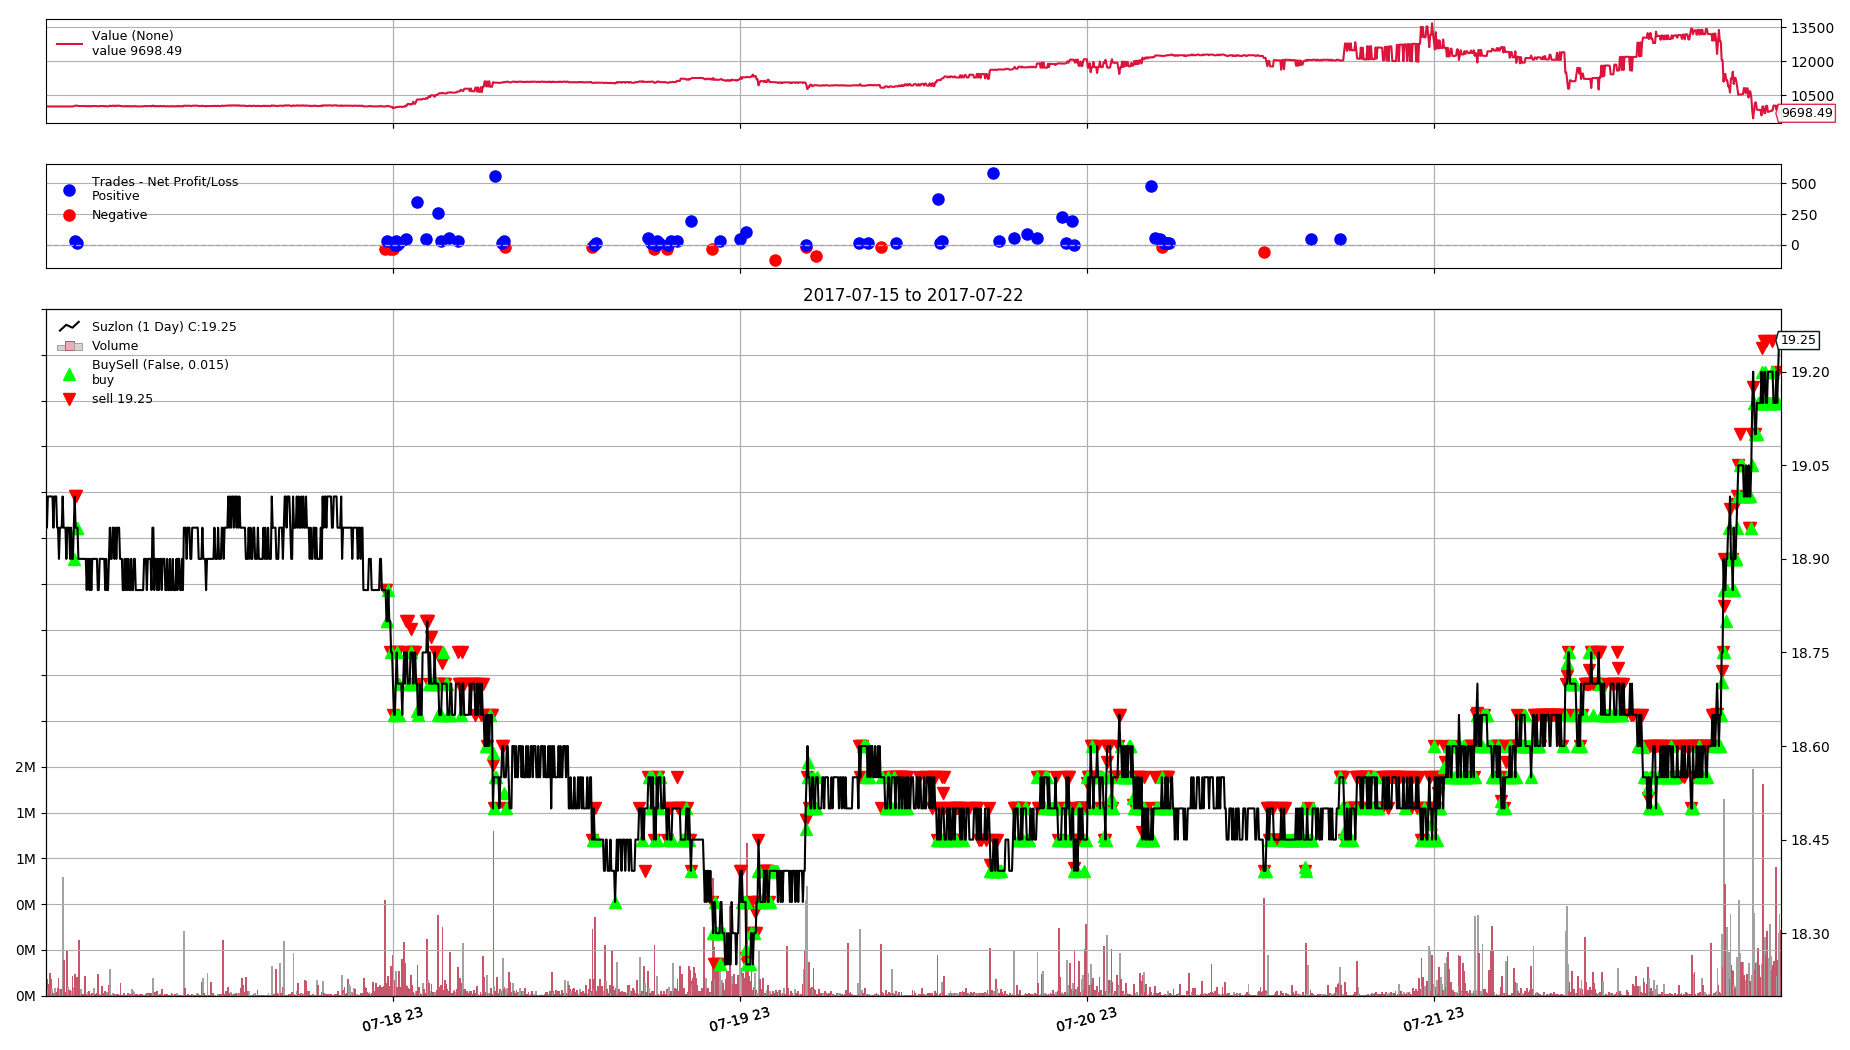 Value (None)
value 9698.49
13500
12000
10500
9698.49
Trades - Net Profit/Loss
Positive
Negative
500
250
0
2017-07-15 to 2017-07-22
Suzlon (1 Day) C:19.25
Volume
BuySell (False, 0.015)
buy
sell 19.25
19.25
19.20
19.05
18.90
18.75
18.60
18.45
18.30
2M
1M
1M
0M
0M
0M
07-18 23
07-19 23
07-20 23
07-21 23